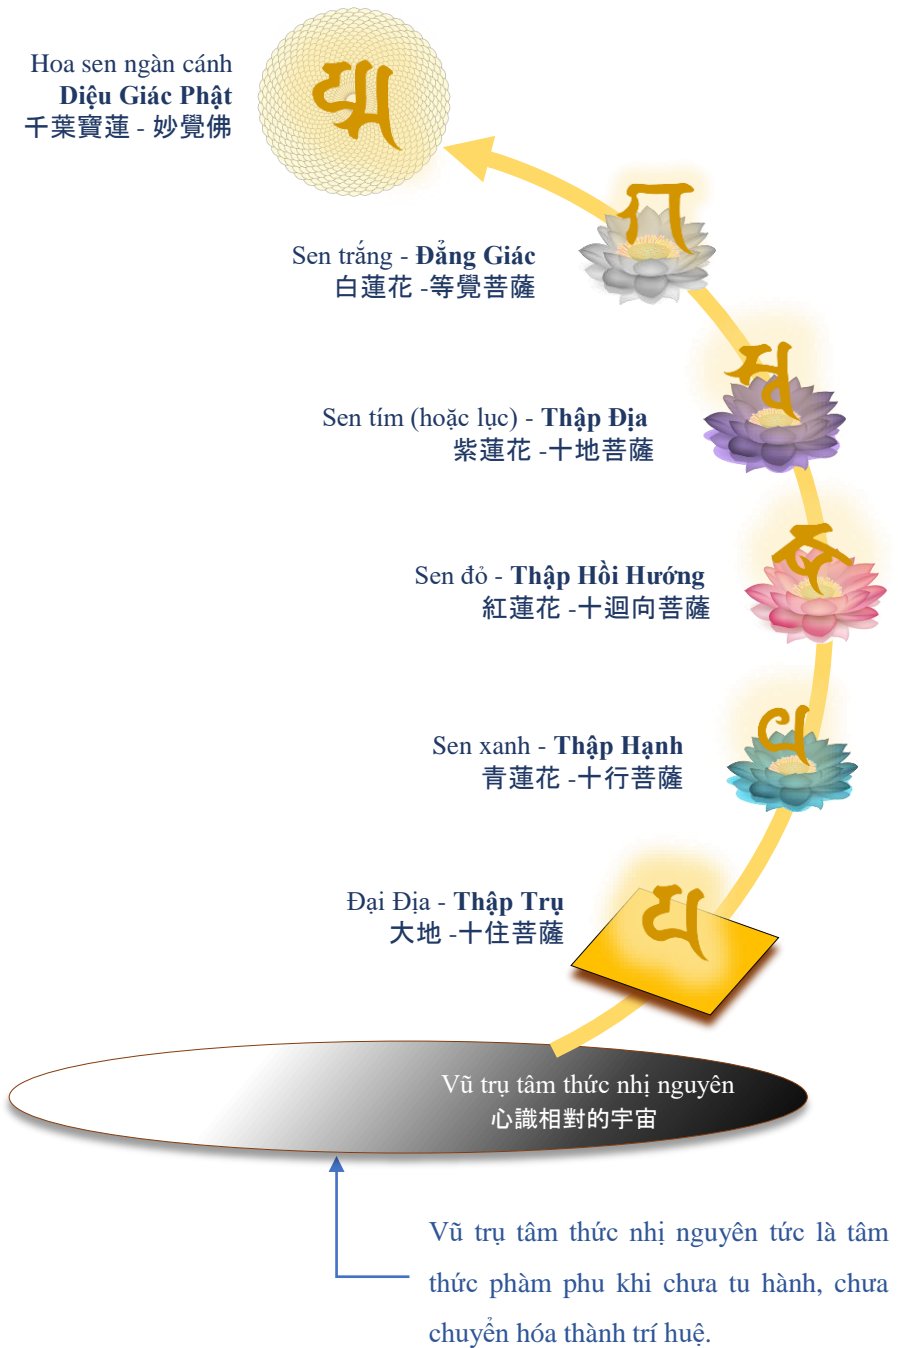 Hoa sen ngàn cánh
Diệu Giác Phật
千葉寶蓮 - 妙覺佛
Sen trắng - Đẳng Giác
白蓮花 -等覺菩薩
Sen tím (hoặc lục) - Thập Địa
紫蓮花 -十地菩薩
Sen đỏ - Thập Hồi Hướng
紅蓮花 -十迴向菩薩
Sen xanh - Thập Hạnh
青蓮花 -十行菩薩
Đại Địa - Thập Trụ
大地 -十住菩薩
Vũ trụ tâm thức nhị nguyên
心識相對的宇宙
Vũ trụ tâm thức nhị nguyên tức là tâm
thức phàm phu khi chưa tu hành, chưa
chuyển hóa thành trí huệ.